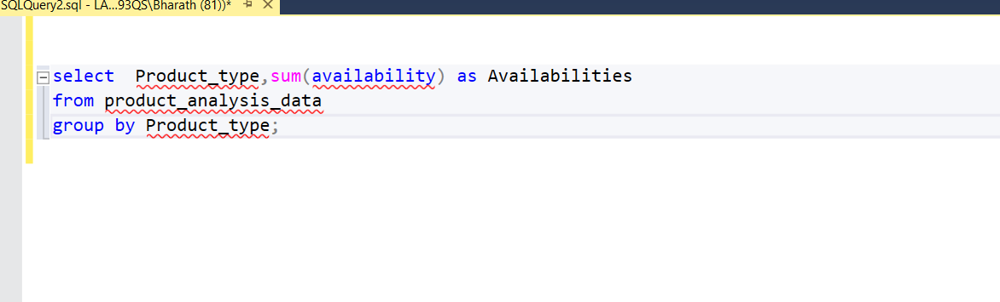 SQLQuery2.sql - LA...93QS\Bharath (81))*
select  Product_type,sum(availability) as Availabilities
from product_analysis_data
group by Product_type;